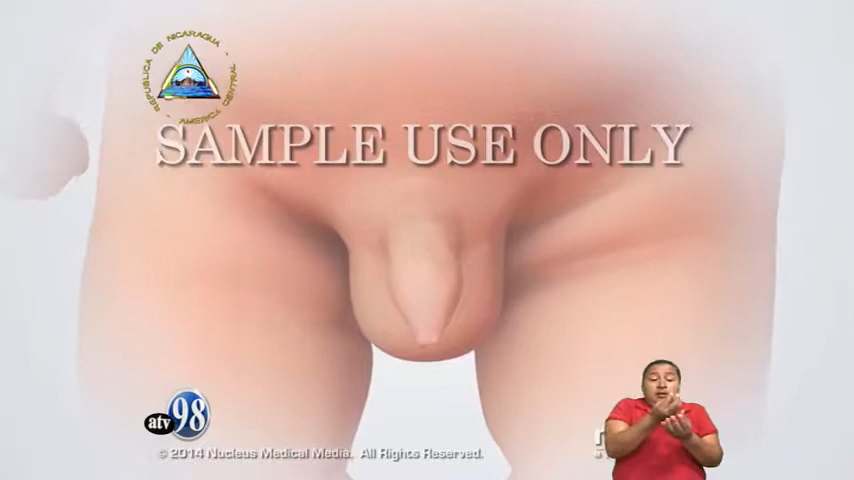 REPUBLICA DE NICARAGUA
AMERICA CENTRAL
SAMPLE USE ONLY
atv 98
© 2014 Nucleus Medical Media. All Rights Reserved.